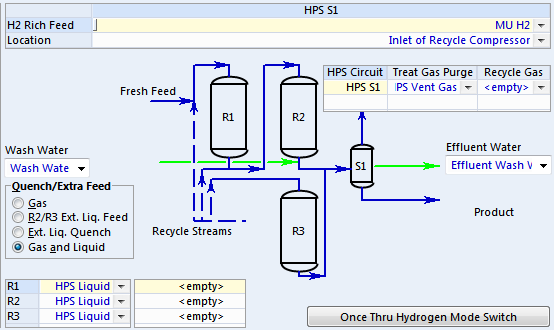 HPS S1
H2 Rich Feed MU H2
Location Inlet of Recycle Compressor
HPS Circuit Treat Gas Purge Recycle Gas
HPS S1 PS Vent Gas <empty>
Fresh Feed
R1
R2
Wash Water
Wash Wate
Effluent Water
Effluent Wash V
S1
Quench/Extra Feed
Gas
R2/R3 Ext. Liq. Feed
Ext. Liq. Quench
Gas and Liquid
Recycle Streams
R3
Product
R1 HPS Liquid <empty>
R2 HPS Liquid <empty>
R3 HPS Liquid <empty>
Once Thru Hydrogen Mode Switch